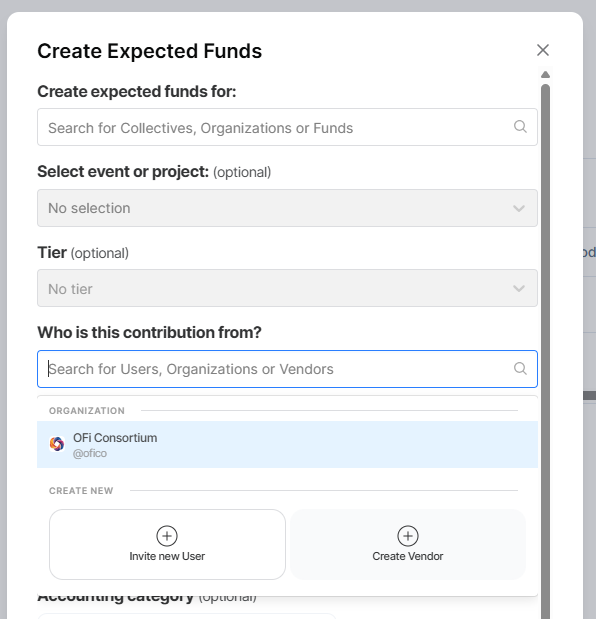 Create Expected Funds
Create expected funds for:
Search for Collectives, Organizations or Funds
Select event or project: (optional)
No selection
Tier (optional)
No tier
Who is this contribution from?
Search for Users, Organizations or Vendors
ORGANIZATION
OFi Consortium
@ofico
CREATE NEW
Invite new User
Create Vendor
Accounting category (optional)